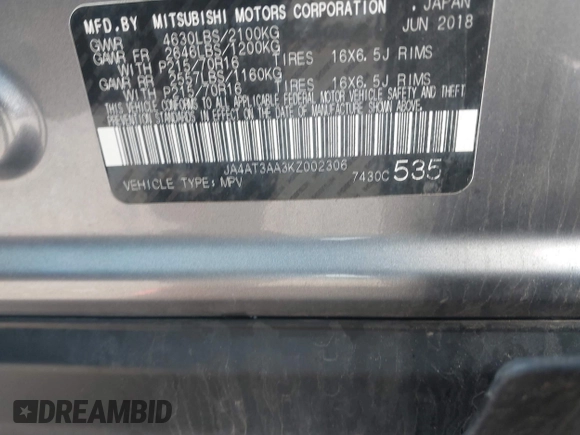 MFD.BY MITSUBISHI MOTORS CORPORATION . JAPAN
GVWR 4630LBS/2100KG JUN 2018
GAWR FR 2646LBS/1200KG
WITH P215/70R16 TIRES 16X6.5J RIMS
GAWR RR 2557LBS/1160KG
WITH P215/70R16 TIRES 16X6.5J RIMS
THIS VEHICLE CONFORMS TO ALL APPLICABLE FEDERAL MOTOR VEHICLE SAFETY AND
THEFT PREVENTION STANDARDS IN EFFECT ON THE DATE OF MANUFACTURE SHOWN ABOVE.
JA4AT3AA3KZ002306
VEHICLE TYPE: MPV 7430C 535
DREAMBID